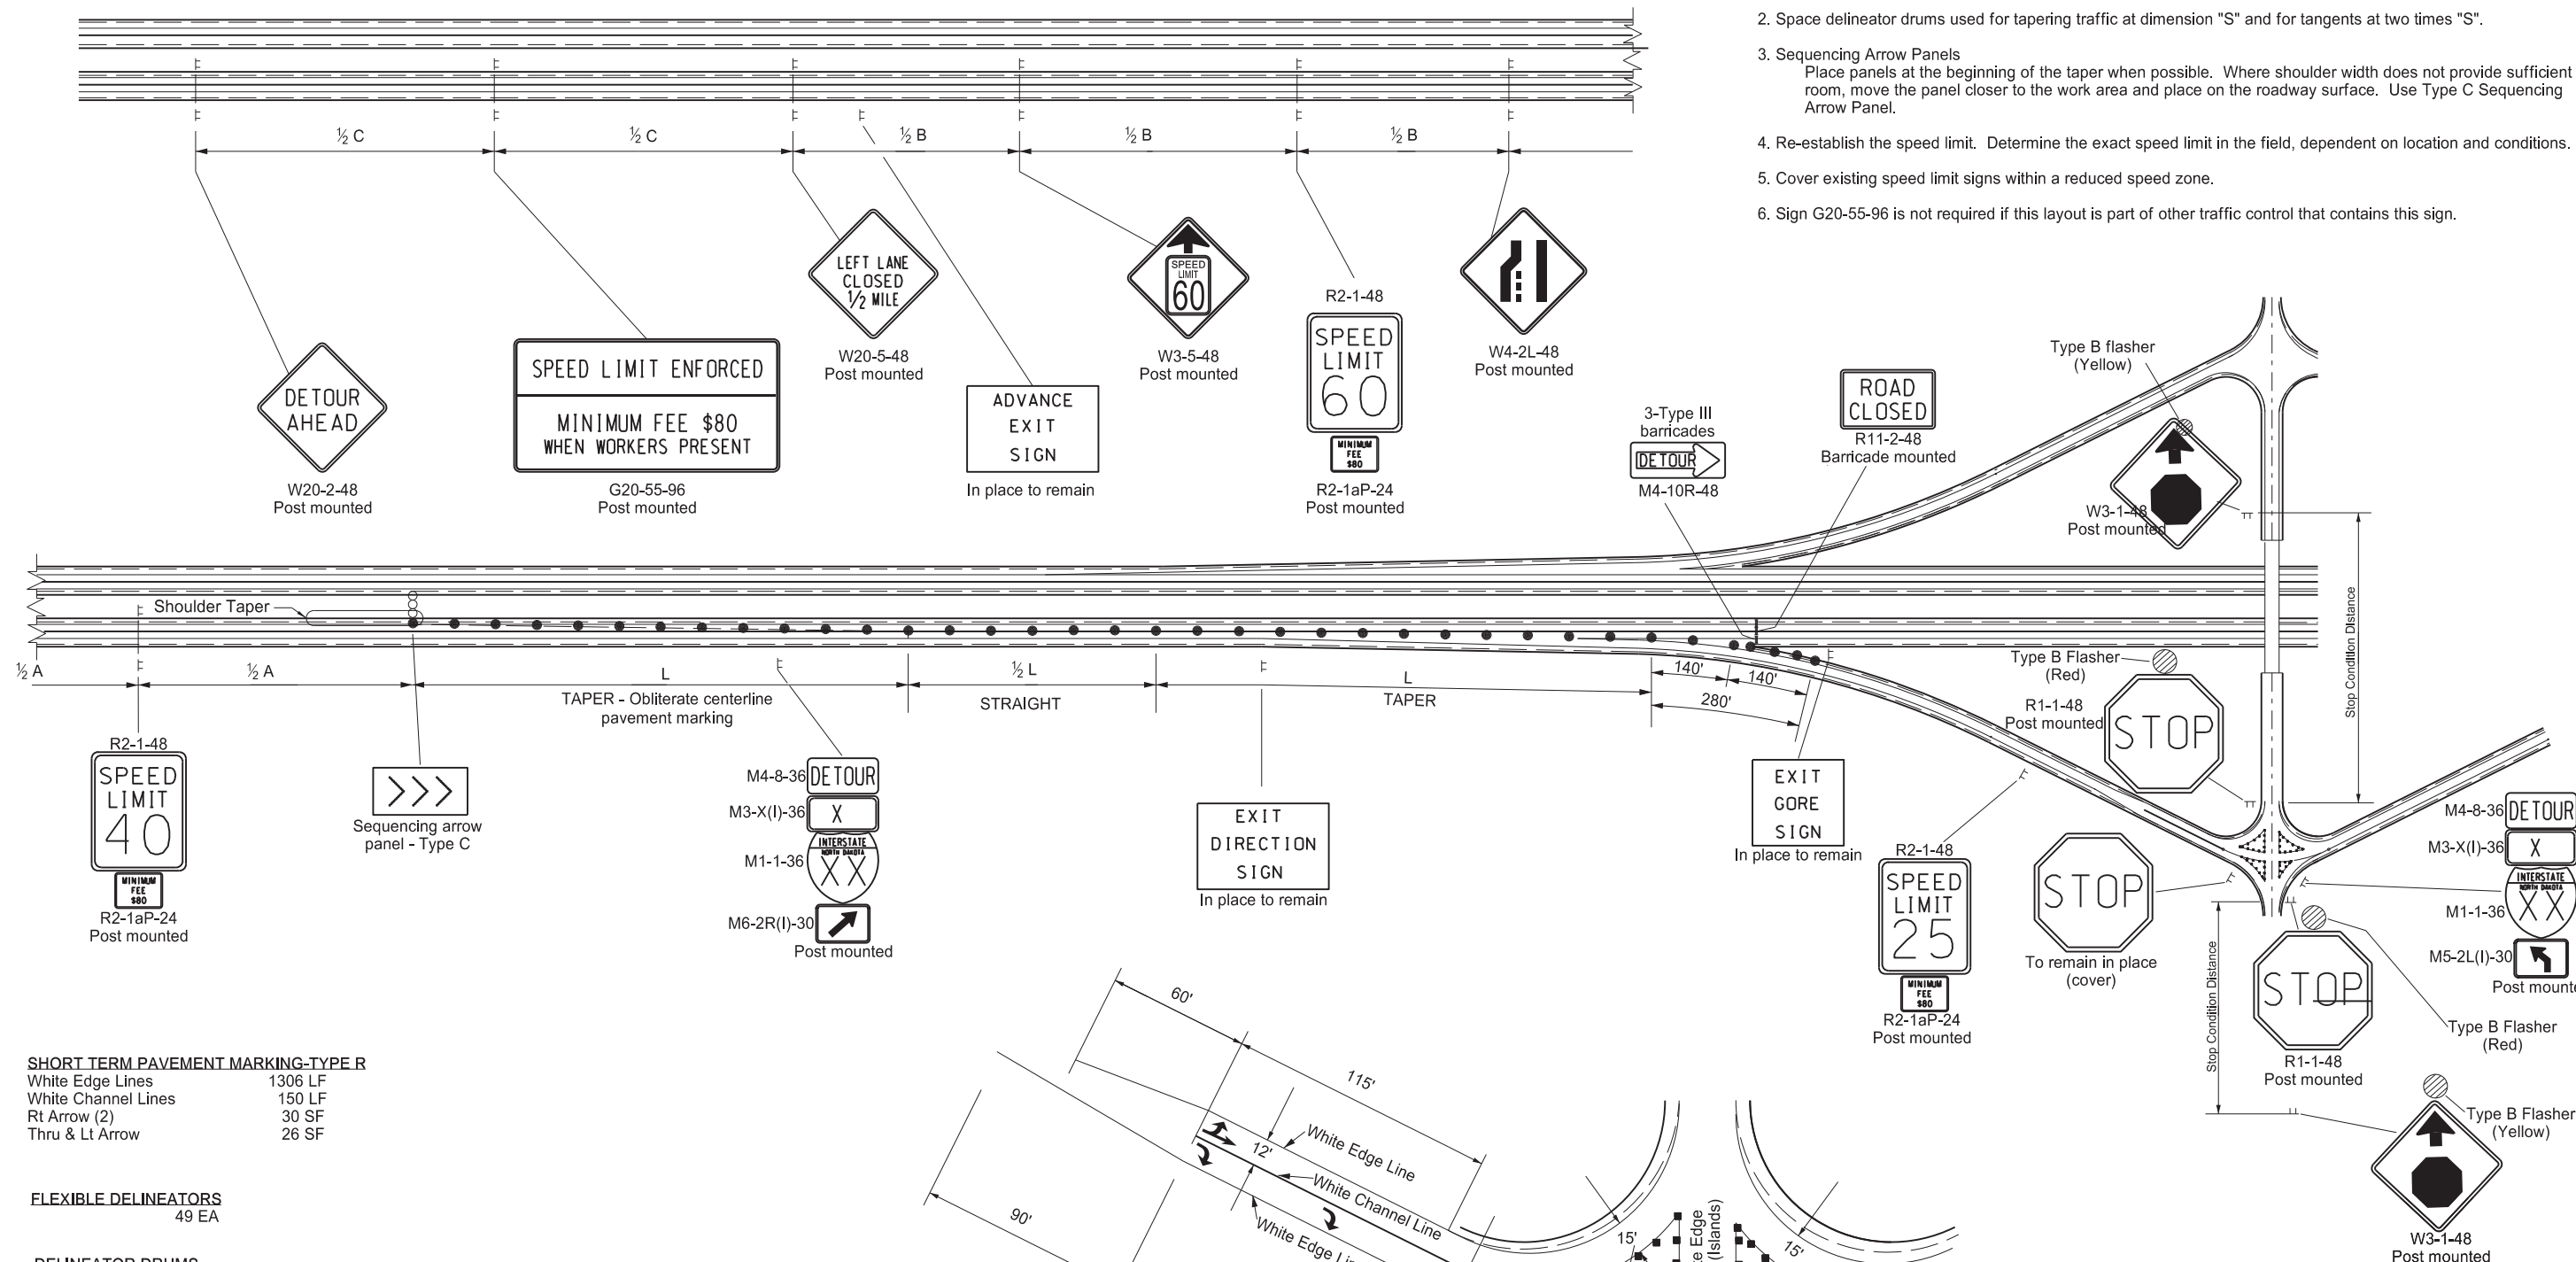 2. Space delineator drums used for tapering traffic at dimension "S" and for tangents at two times "S".
3. Sequencing Arrow Panels
Place panels at the beginning of the taper when possible. Where shoulder width does not provide sufficient
room, move the panel closer to the work area and place on the roadway surface. Use Type C Sequencing
Arrow Panel.
4. Re-establish the speed limit. Determine the exact speed limit in the field, dependent on location and conditions.
5. Cover existing speed limit signs within a reduced speed zone.
6. Sign G20-55-96 is not required if this layout is part of other traffic control that contains this sign.
½ C
½ C
½ B
½ B
½ B
DETOUR
AHEAD
W20-2-48
Post mounted
SPEED LIMIT ENFORCED
MINIMUM FEE $80
WHEN WORKERS PRESENT
G20-55-96
Post mounted
LEFT LANE
CLOSED
1/2 MILE
W20-5-48
Post mounted
ADVANCE
EXIT
SIGN
In place to remain
SPEED
LIMIT
60
W3-5-48
Post mounted
R2-1-48
SPEED
LIMIT
60
MINIMUM
FEE
$80
R2-1aP-24
Post mounted
W4-2L-48
Post mounted
3-Type III
barricades
DETOUR
M4-10R-48
ROAD
CLOSED
R11-2-48
Barricade mounted
Type B flasher
(Yellow)
W3-1-48
Post mounted
Stop Condition Distance
Shoulder Taper
½ A
½ A
L
TAPER - Obliterate centerline
pavement marking
½ L
STRAIGHT
L
TAPER
140'
140'
280'
R2-1-48
SPEED
LIMIT
40
MINIMUM
FEE
$80
R2-1aP-24
Post mounted
Sequencing arrow
panel - Type C
M4-8-36
DETOUR
M3-X(I)-36
X
M1-1-36
INTERSTATE
NORTH DAKOTA
XX
M6-2R(I)-30
Post mounted
EXIT
DIRECTION
SIGN
In place to remain
EXIT
GORE
SIGN
In place to remain
Type B Flasher
(Red)
R1-1-48
Post mounted
STOP
R2-1-48
SPEED
LIMIT
25
MINIMUM
FEE
$80
R2-1aP-24
Post mounted
STOP
To remain in place
(cover)
M4-8-36
DETOUR
M3-X(I)-36
X
M1-1-36
INTERSTATE
NORTH DAKOTA
XX
M5-2L(I)-30
Post mounte
Stop Condition Distance
STOP
R1-1-48
Post mounted
Type B Flasher
(Red)
Type B Flasher
(Yellow)
W3-1-48
Post mounted
SHORT TERM PAVEMENT MARKING-TYPE R
White Edge Lines 1306 LF
White Channel Lines 150 LF
Rt Arrow (2) 30 SF
Thru & Lt Arrow 26 SF
FLEXIBLE DELINEATORS
49 EA
DELINEATOR DRUMS
60'
115'
12'
White Edge Line
White Channel Line
White Edge Li
90'
15'
te Edge
(Islands)
15'